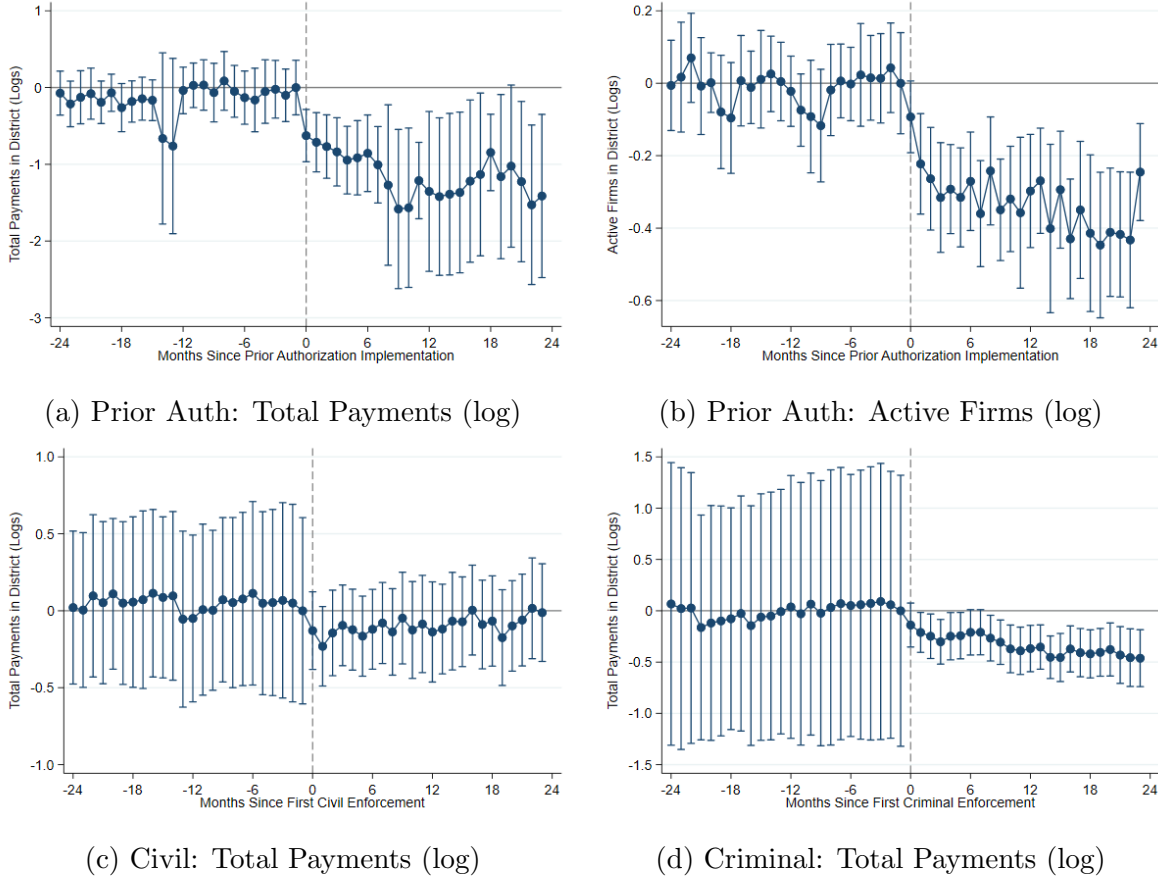 1
0
-1
-2
-3
Total Payments in District (Logs)
-24 -18 -12 -6 0 6 12 18 24
Months Since Prior Authorization Implementation
(a) Prior Auth: Total Payments (log)
0.2
0
-0.2
-0.4
-0.6
Active Firms in District (Logs)
-24 -18 -12 -6 0 6 12 18 24
Months Since Prior Authorization Implementation
(b) Prior Auth: Active Firms (log)
1.0
0.5
0
-0.5
-1.0
Total Payments in District (Logs)
-24 -18 -12 -6 0 6 12 18 24
Months Since First Civil Enforcement
(c) Civil: Total Payments (log)
1.5
1.0
0.5
0
-0.5
-1.0
-1.5
Total Payments in District (Logs)
-24 -18 -12 -6 0 6 12 18 24
Months Since First Criminal Enforcement
(d) Criminal: Total Payments (log)